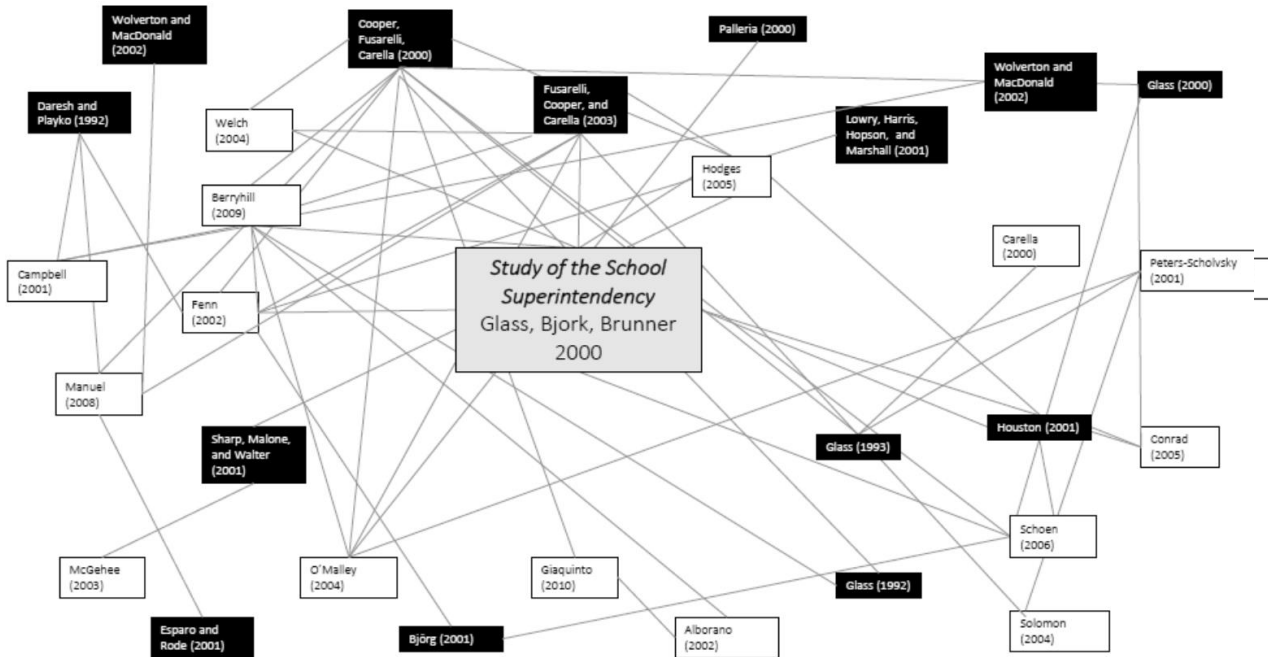 Wolverton and
MacDonald
(2002)
Cooper,
Fusarelli,
Carella (2000)
Palleria (2000)
Wolverton and
MacDonald
(2002)
Glass (2000)
Daresh and
Playko (1992)
Welch
(2004)
Fusarelli,
Cooper, and
Carella (2003)
Lowry, Harris,
Hopson, and
Marshall (2001)
Hodges
(2005)
Berryhill
(2009)
Carella
(2000)
Peters-Scholvsky
(2001)
Campbell
(2001)
Fenn
(2002)
Study of the School
Superintendency
Glass, Bjork, Brunner
2000
Manuel
(2008)
Sharp, Malone,
and Walter
(2001)
Glass (1993)
Houston (2001)
Conrad
(2005)
Schoen
(2006)
McGehee
(2003)
O´Malley
(2004)
Giaquinto
(2010)
Glass (1992)
Esparo and
Rode (2001)
Björg (2001)
Alborano
(2002)
Solomon
(2004)